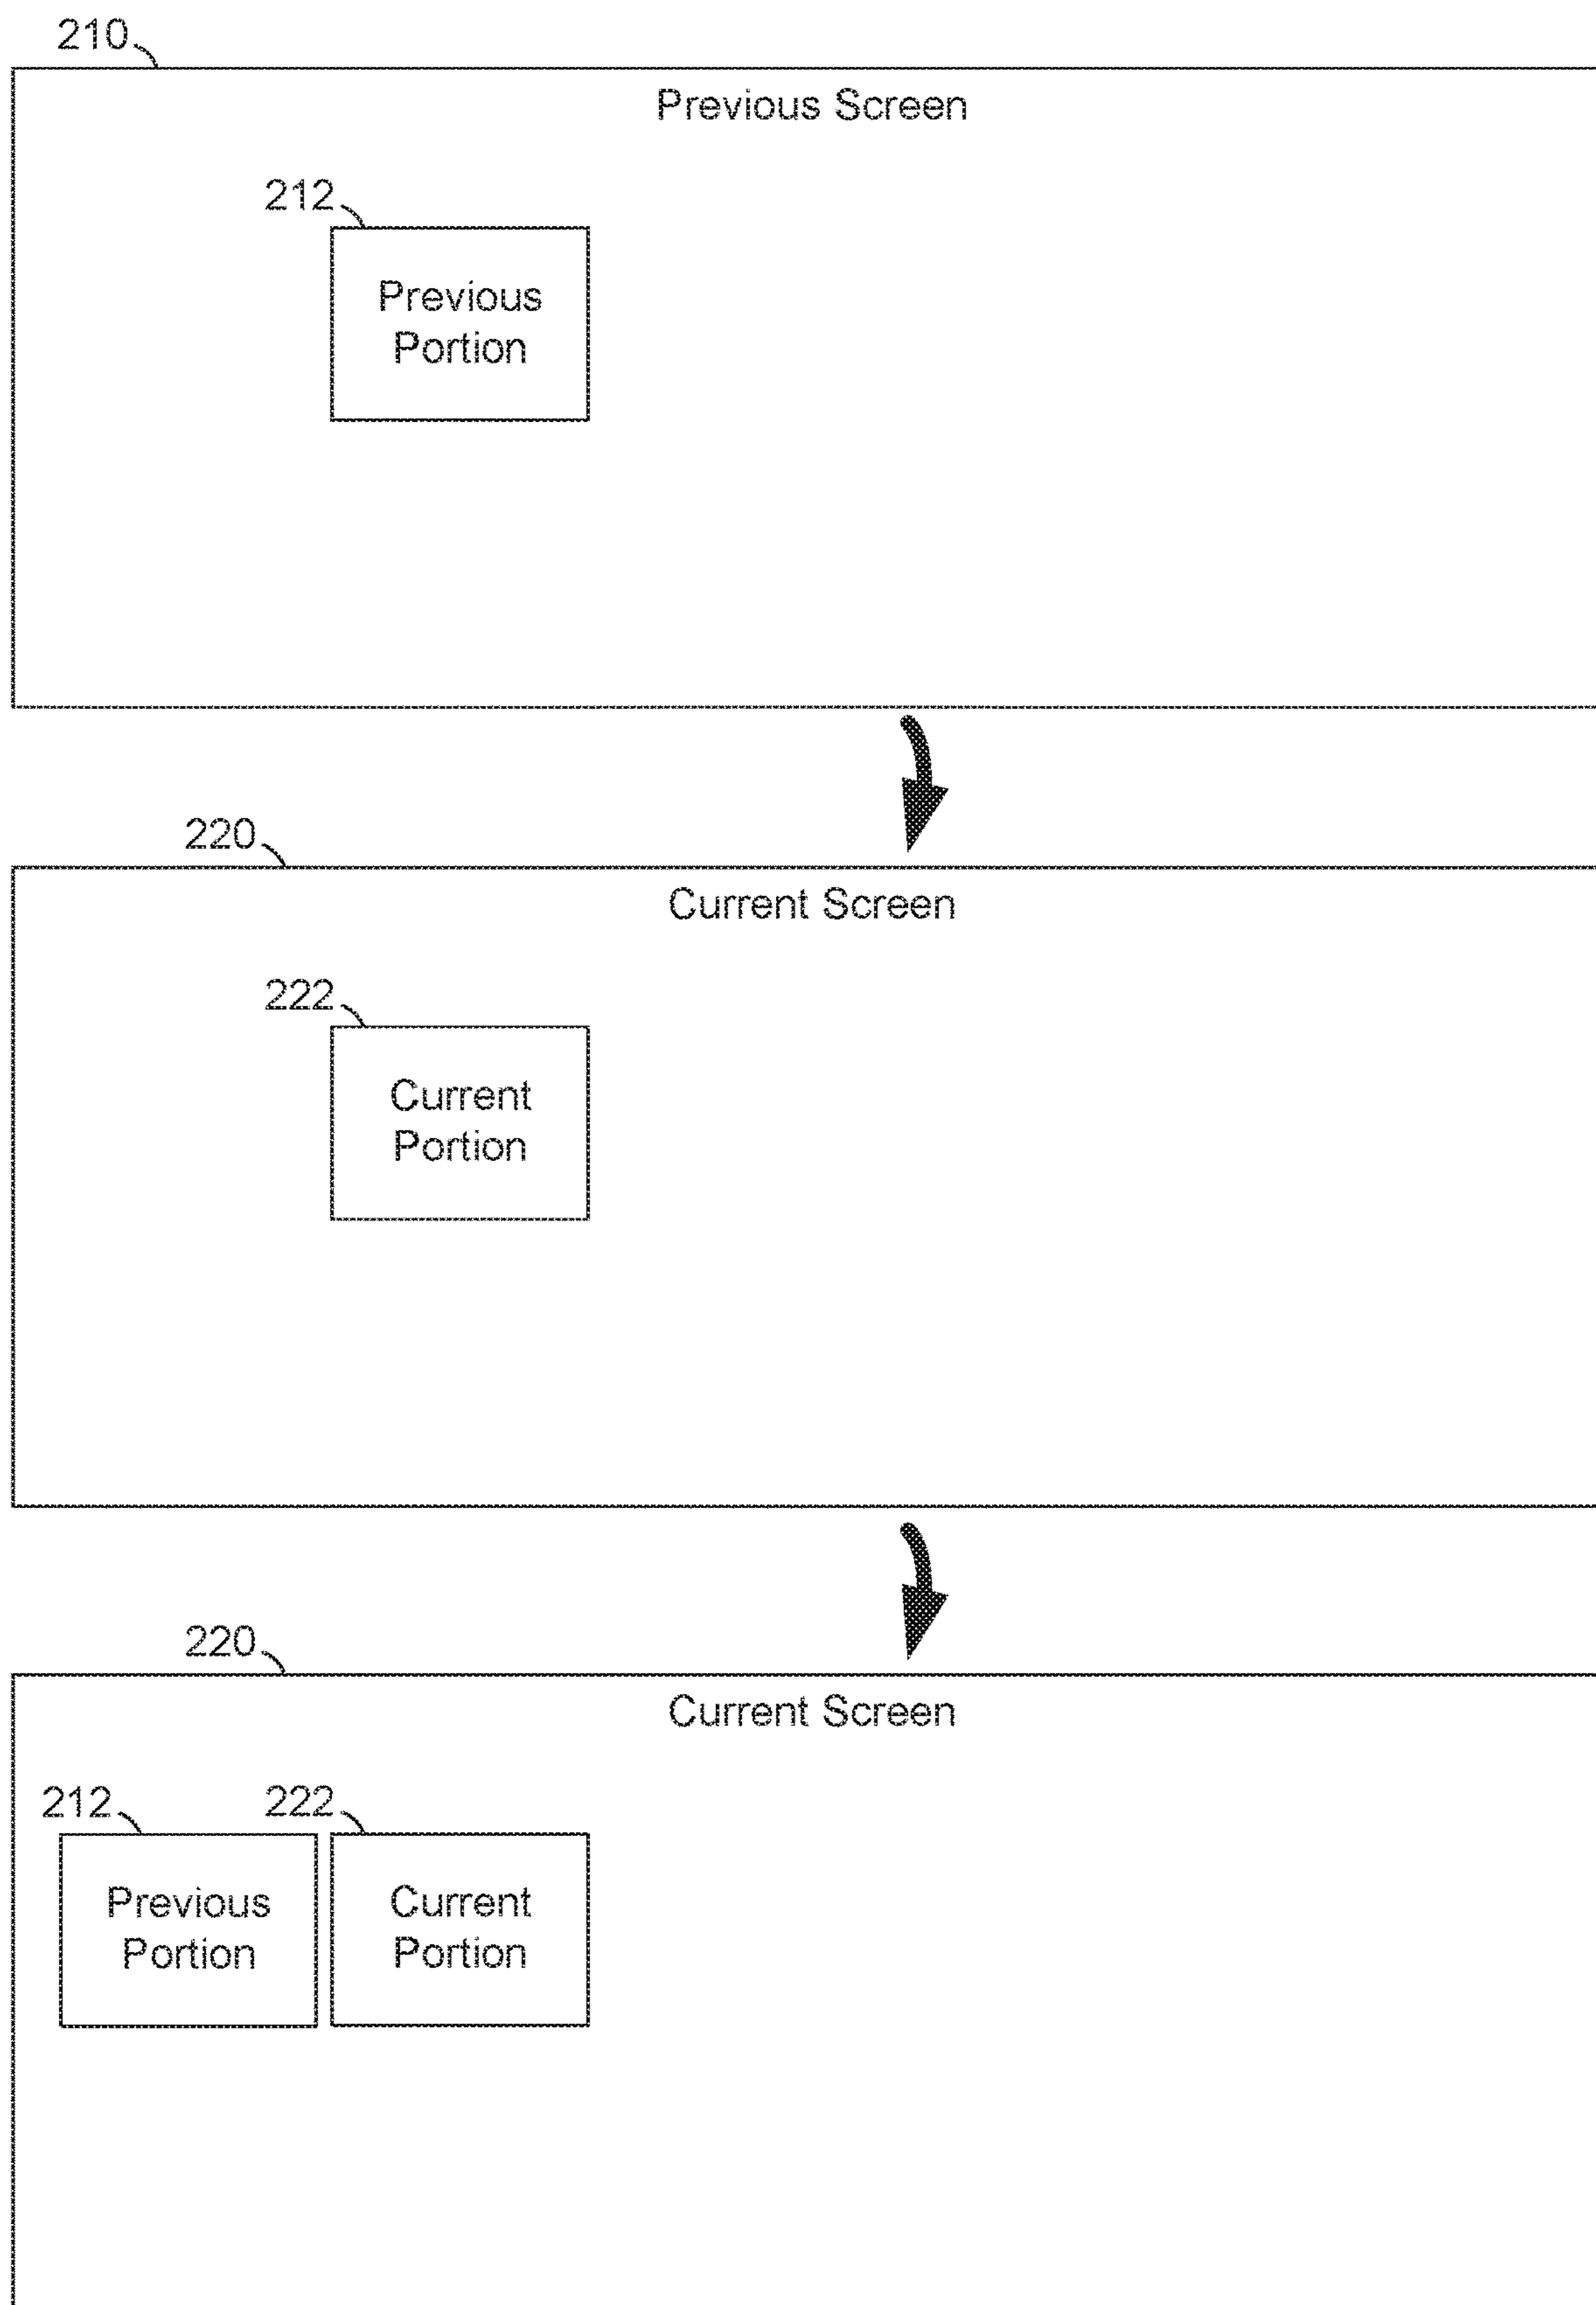 210
Previous Screen
212
Previous
Portion
220
Current Screen
222
Current
Portion
220
Current Screen
212
222
Previous
Portion
Current
Portion